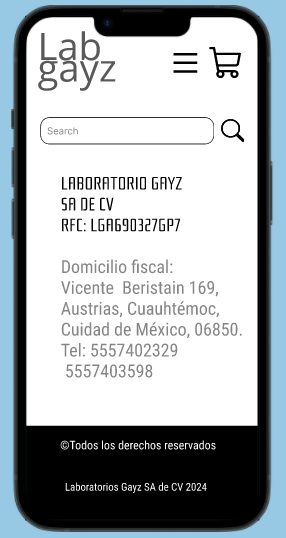 Lab
gayz
Search
LABORATORIO GAYZ
SA DE CV
RFC: LGA690327GP7
Domicilio fiscal:
Vicente Beristain 169,
Austrias, Cuauhtémoc,
Cuidad de México, 06850.
Tel: 5557402329
5557403598
©Todos los derechos reservados
Laboratorios Gayz SA de CV 2024